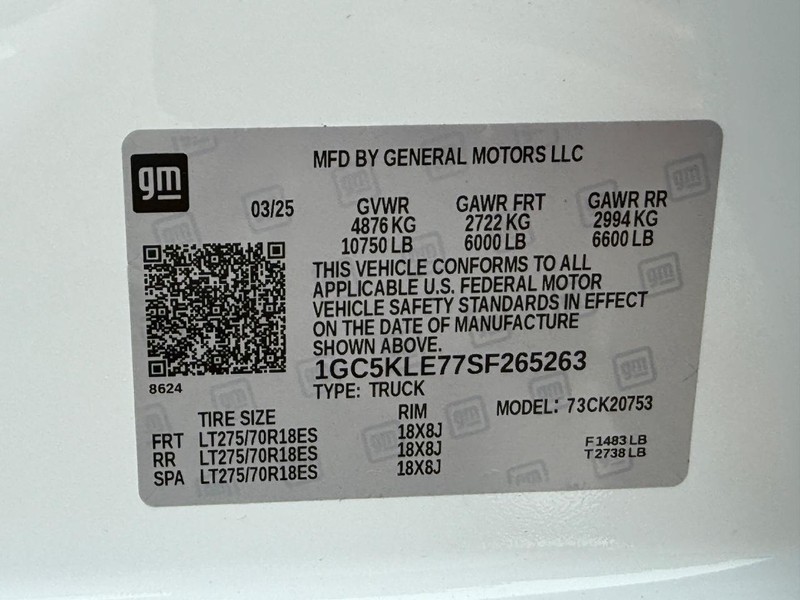 gm
MFD BY GENERAL MOTORS LLC
03/25 GVWR GAWR FRT GAWR RR
4876 KG 2722 KG 2994 KG
10750 LB 6000 LB 6600 LB
THIS VEHICLE CONFORMS TO ALL
APPLICABLE U.S. FEDERAL MOTOR
VEHICLE SAFETY STANDARDS IN EFFECT
ON THE DATE OF MANUFACTURE
SHOWN ABOVE.
1GC5KLE77SF265263
8624
TYPE: TRUCK
TIRE SIZE RIM MODEL: 73CK20753
FRT LT275/70R18ES 18X8J F1483 LB
RR LT275/70R18ES 18X8J T2738 LB
SPA LT275/70R18ES 18X8J